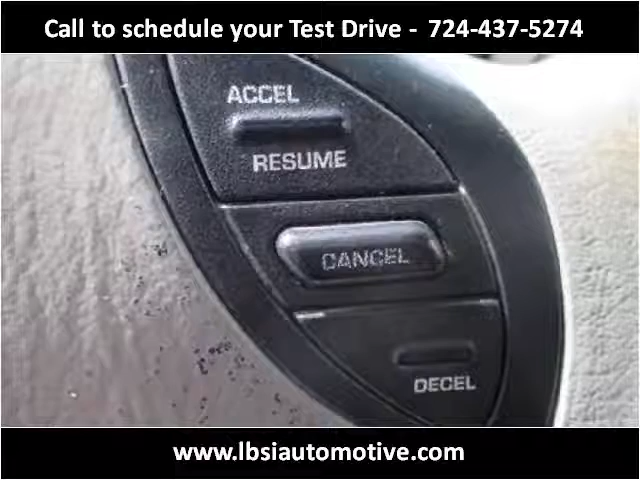 Call to schedule your Test Drive - 724-437-5274
ACCEL
RESUME
CANCEL
DECEL
www.lbsiautomotive.com